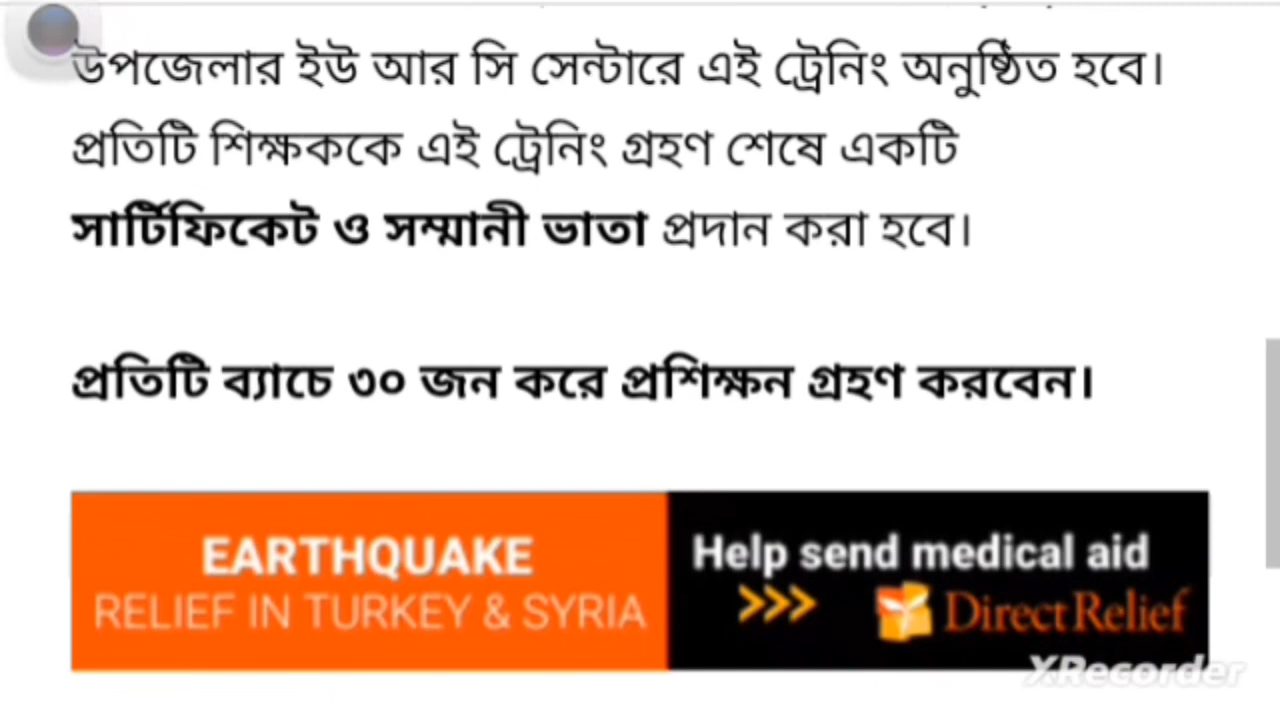 উপজেলার ইউ আর সি সেন্টারে এই ট্রেনিং অনুষ্ঠিত হবে।
প্রতিটি শিক্ষককে এই ট্রেনিং গ্রহণ শেষে একটি
সার্টিফিকেট ও সম্মানী ভাতা প্রদান করা হবে।
প্রতিটি ব্যাচে ৩০ জন করে প্রশিক্ষন গ্রহণ করবেন।
EARTHQUAKE
RELIEF IN TURKEY & SYRIA
Help send medical aid
>>> DirectRelief
XRecorder